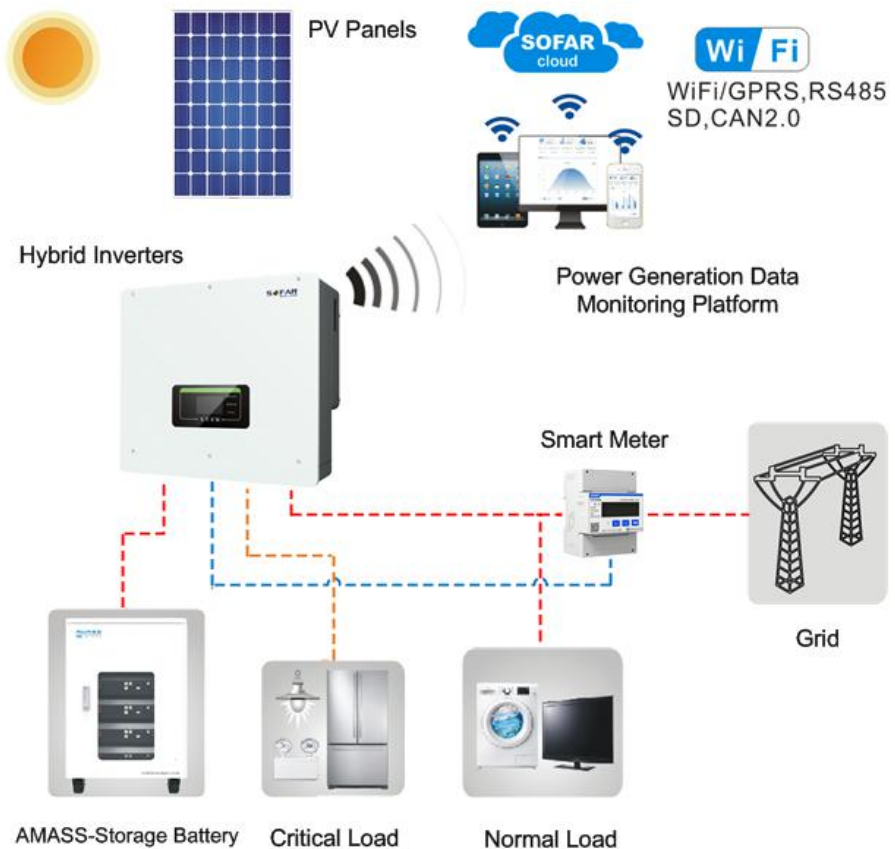 PV Panels
SOFAR
cloud
Wi Fi
WiFi/GPRS,RS485
SD,CAN2.0
Hybrid Inverters
SOFAR
Power Generation Data
Monitoring Platform
Smart Meter
Grid
AMASS
AMASS-Storage Battery
Critical Load
Normal Load